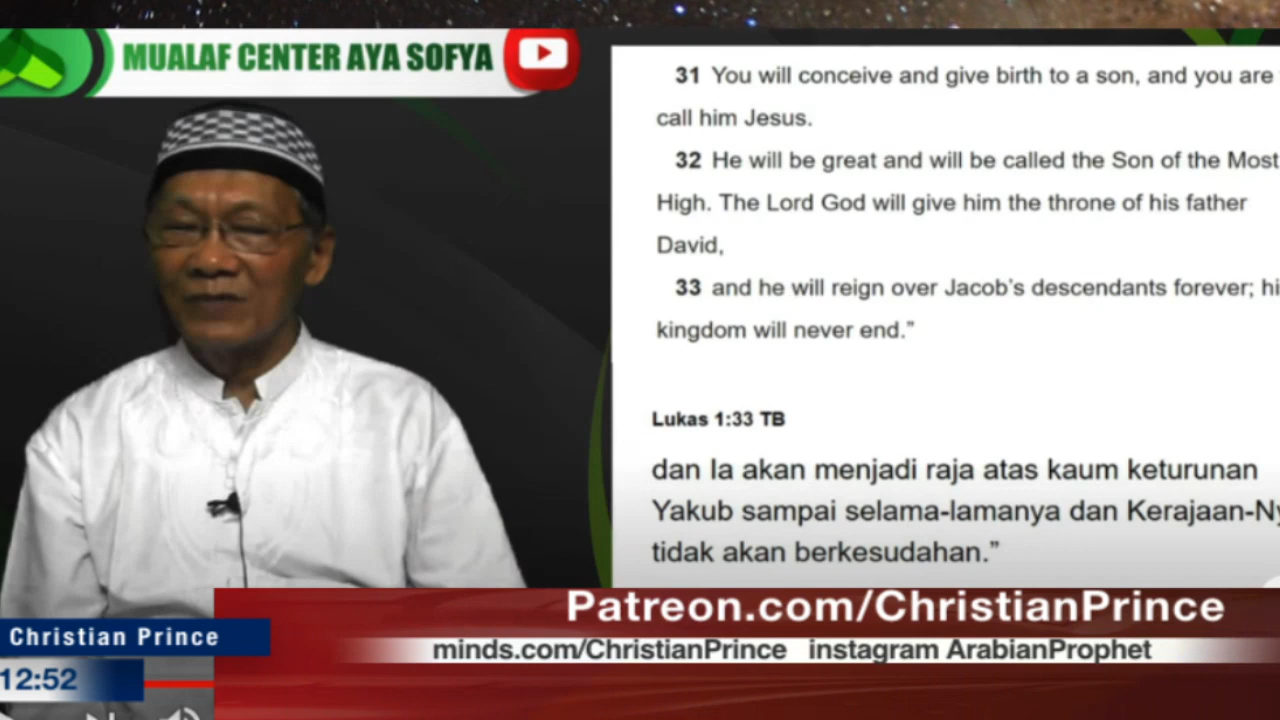 MUALAF CENTER AYA SOFYA
31 You will conceive and give birth to a son, and you are
call him Jesus.
32 He will be great and will be called the Son of the Most
High. The Lord God will give him the throne of his father
David,
33 and he will reign over Jacob's descendants forever; hi
kingdom will never end.”
Lukas 1:33 TB
dan Ia akan menjadi raja atas kaum keturunan
Yakub sampai selama-lamanya dan Kerajaan-Ny
tidak akan berkesudahan.”
Patreon.com/ChristianPrince
Christian Prince
minds.com/ChristianPrince instagram ArabianProphet
12:52